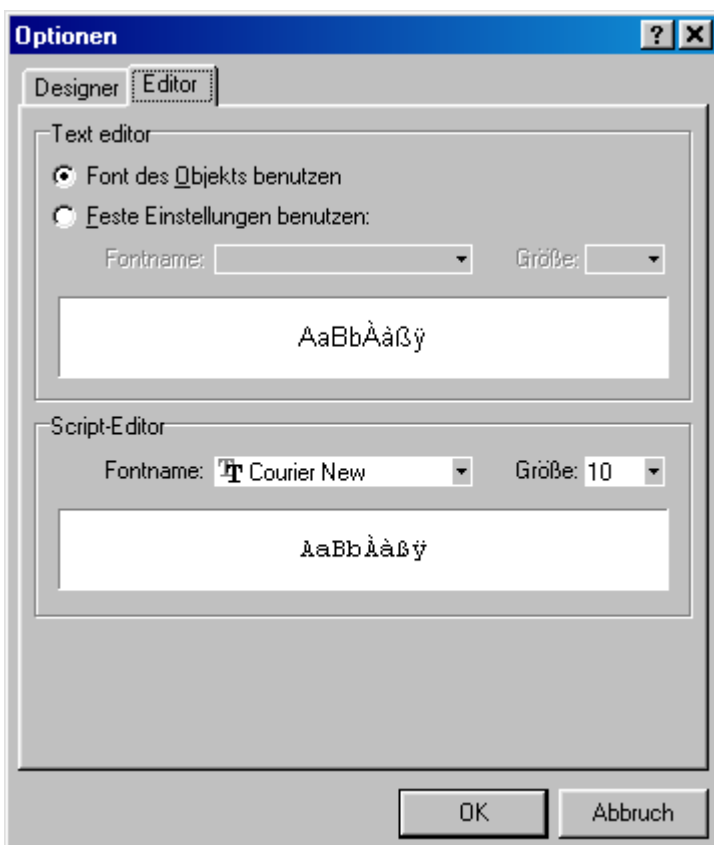 Optionen
Designer Editor
Text editor
Font des Objekts benutzen
Feste Einstellungen benutzen:
Fontname: Größe:
AaBbÀàßÿ
Script-Editor
Fontname: Courier New Größe: 10
AaBbÀàßÿ
OK Abbruch